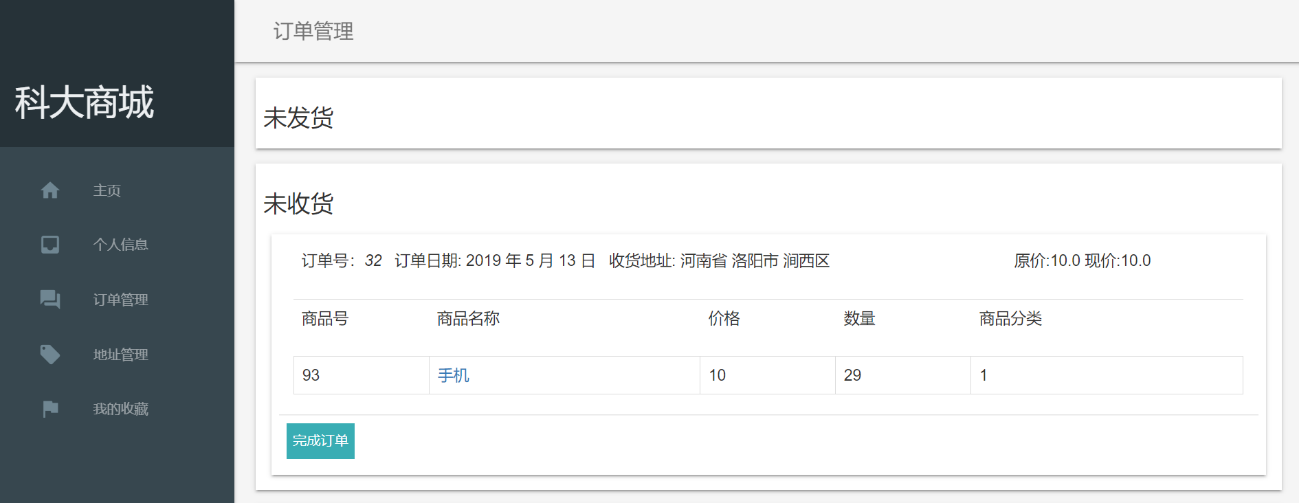 订单管理
科大商城
主页
个人信息
订单管理
地址管理
我的收藏
未发货
未收货
订单号：32 订单日期: 2019 年 5 月 13 日 收货地址: 河南省 洛阳市 涧西区 原价:10.0 现价:10.0
商品号 商品名称 价格 数量 商品分类
93 手机 10 29 1
完成订单